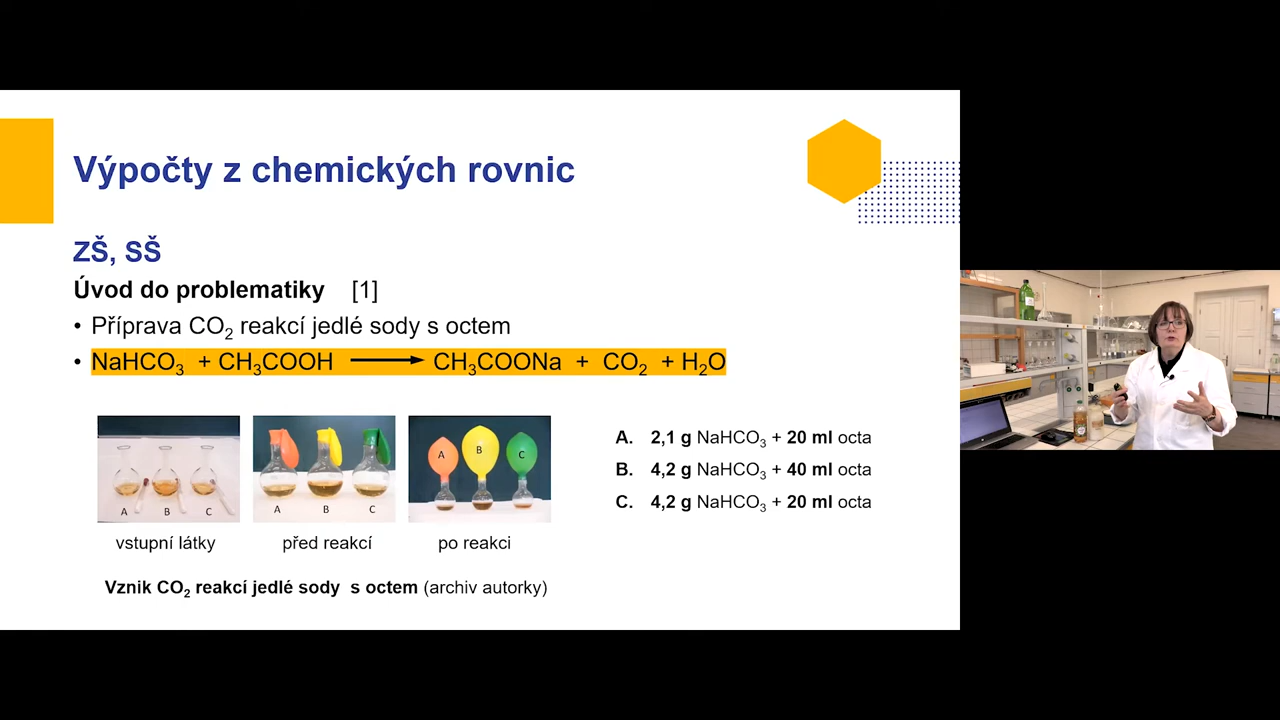 Výpočty z chemických rovnic
ZŠ, SŠ
Úvod do problematiky [1]
• Příprava CO₂ reakcí jedlé sody s octem
• NaHCO₃ + CH₃COOH ⟶ CH₃COONa + CO₂ + H₂O
A B C
A B C
A B C
vstupní látky
před reakcí
po reakci
Vznik CO₂ reakcí jedlé sody s octem (archiv autorky)
A. 2,1 g NaHCO₃ + 20 ml octa
B. 4,2 g NaHCO₃ + 40 ml octa
C. 4,2 g NaHCO₃ + 20 ml octa